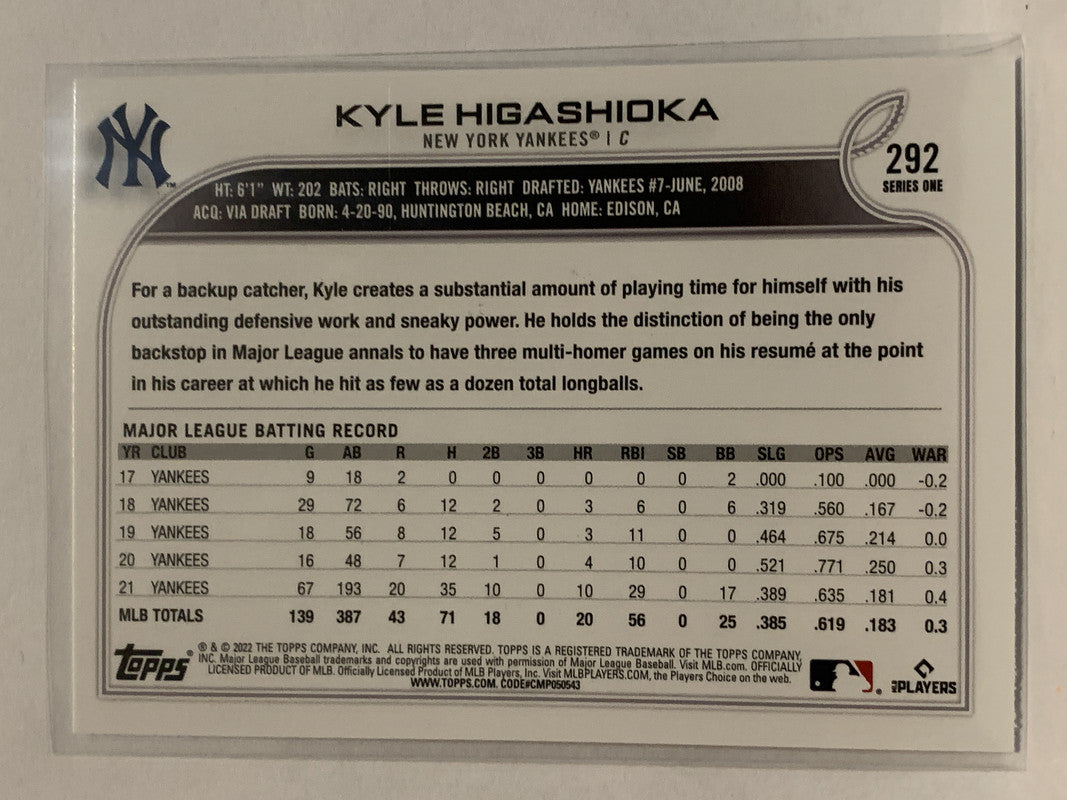 NY ™
KYLE HIGASHIOKA
NEW YORK YANKEES® | C
292
SERIES ONE
HT: 6'1" WT: 202 BATS: RIGHT THROWS: RIGHT DRAFTED: YANKEES #7-JUNE, 2008
ACQ: VIA DRAFT BORN: 4-20-90, HUNTINGTON BEACH, CA HOME: EDISON, CA
For a backup catcher, Kyle creates a substantial amount of playing time for himself with his
outstanding defensive work and sneaky power. He holds the distinction of being the only
backstop in Major League annals to have three multi-homer games on his resumé at the point
in his career at which he hit as few as a dozen total longballs.
MAJOR LEAGUE BATTING RECORD
YR CLUB G AB R H 2B 3B HR RBI SB BB SLG OPS AVG WAR
17 YANKEES 9 18 2 0 0 0 0 0 0 2 .000 .100 .000 -0.2
18 YANKEES 29 72 6 12 2 0 3 6 0 6 .319 .560 .167 -0.2
19 YANKEES 18 56 8 12 5 0 3 11 0 0 .464 .675 .214 0.0
20 YANKEES 16 48 7 12 1 0 4 10 0 0 .521 .771 .250 0.3
21 YANKEES 67 193 20 35 10 0 10 29 0 17 .389 .635 .181 0.4
MLB TOTALS 139 387 43 71 18 0 20 56 0 25 .385 .619 .183 0.3
topps®
® & © 2022 THE TOPPS COMPANY, INC. ALL RIGHTS RESERVED. TOPPS IS A REGISTERED TRADEMARK OF THE TOPPS COMPANY,
INC. Major League Baseball trademarks and copyrights are used with permission of Major League Baseball. Visit MLB.com. OFFICIALLY
LICENSED PRODUCT OF MLB. Officially Licensed Product of MLB Players, Inc. Visit MLBPLAYERS.COM, the Players Choice on the web.
WWW.TOPPS.COM. CODE#CMP050543
MLB PLAYERS